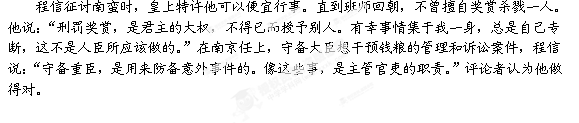 程信征讨南蛮时，皇上特许他可以便宜行事。直到班师回朝，不曾擅自奖赏杀戮一人。
他说：“刑罚奖赏，是君主的大权，不得已而授予别人。有幸事情集于我一身，总是自己专
断，这不是人臣所应该做的。”在南京任上，守备大臣想干预钱粮的管理和诉讼案件，程信
说：“守备重臣，是用来防备意外事件的。像这些事，是主管官吏的职责。”评论者认为他做
得对。